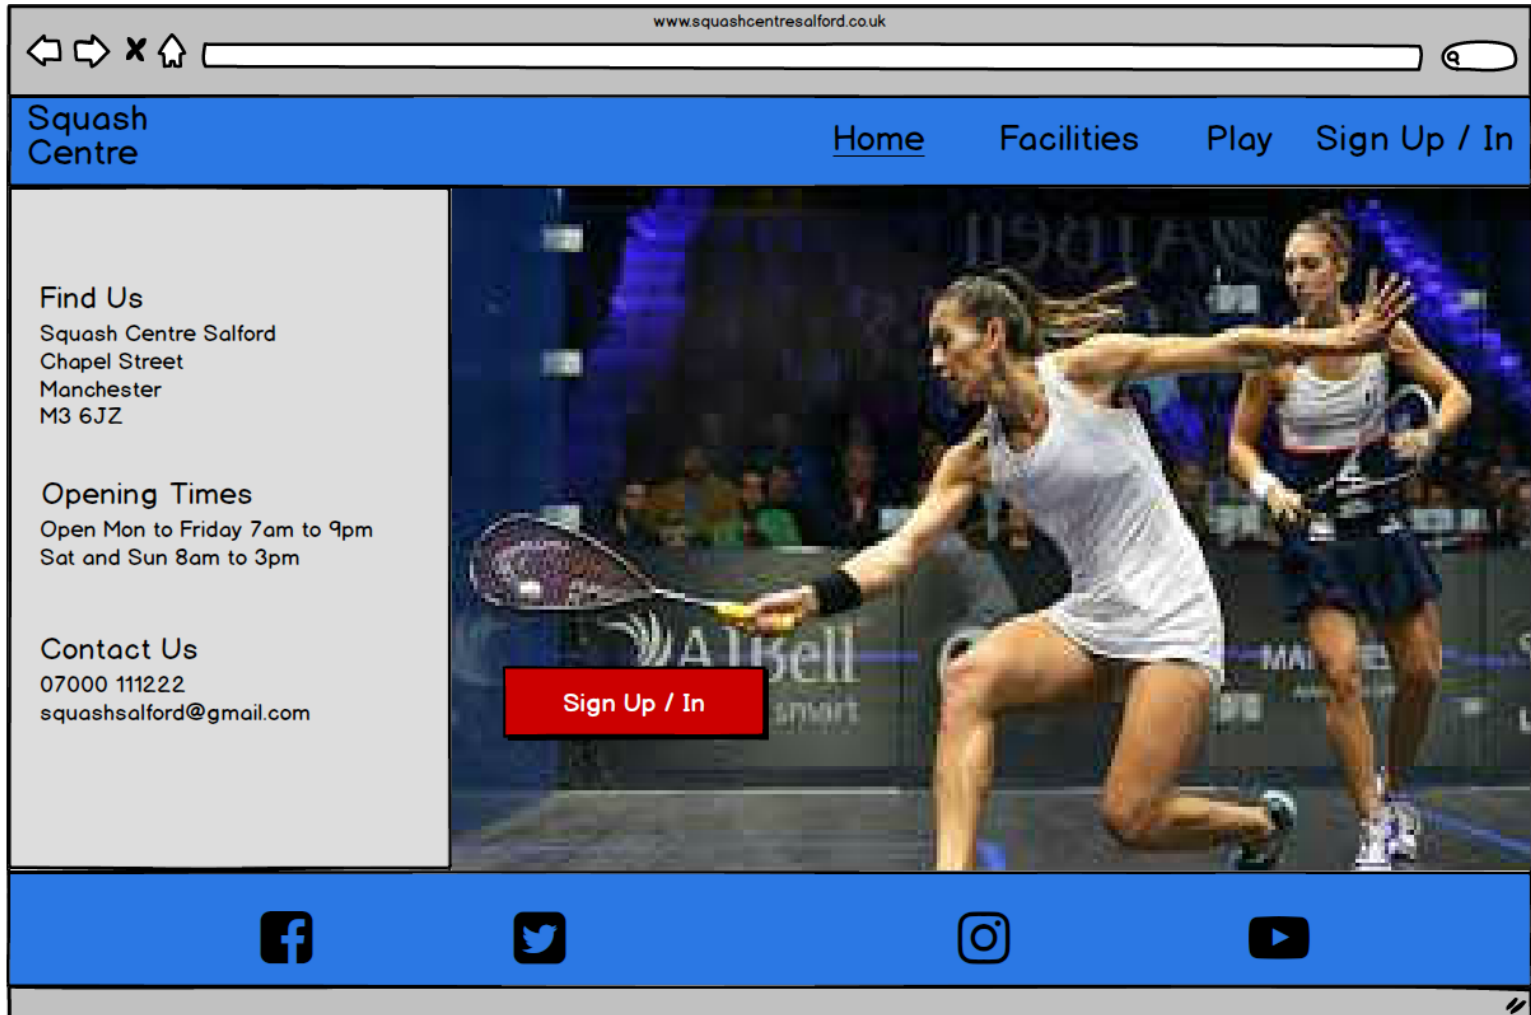 www.squashcentresalford.co.uk
Squash
Centre
Home Facilities Play Sign Up / In
Find Us
Squash Centre Salford
Chapel Street
Manchester
M3 6JZ
Opening Times
Open Mon to Friday 7am to 9pm
Sat and Sun 8am to 3pm
Contact Us
07000 111222
squashsalford@gmail.com
AJBell
smart
Sign Up / In